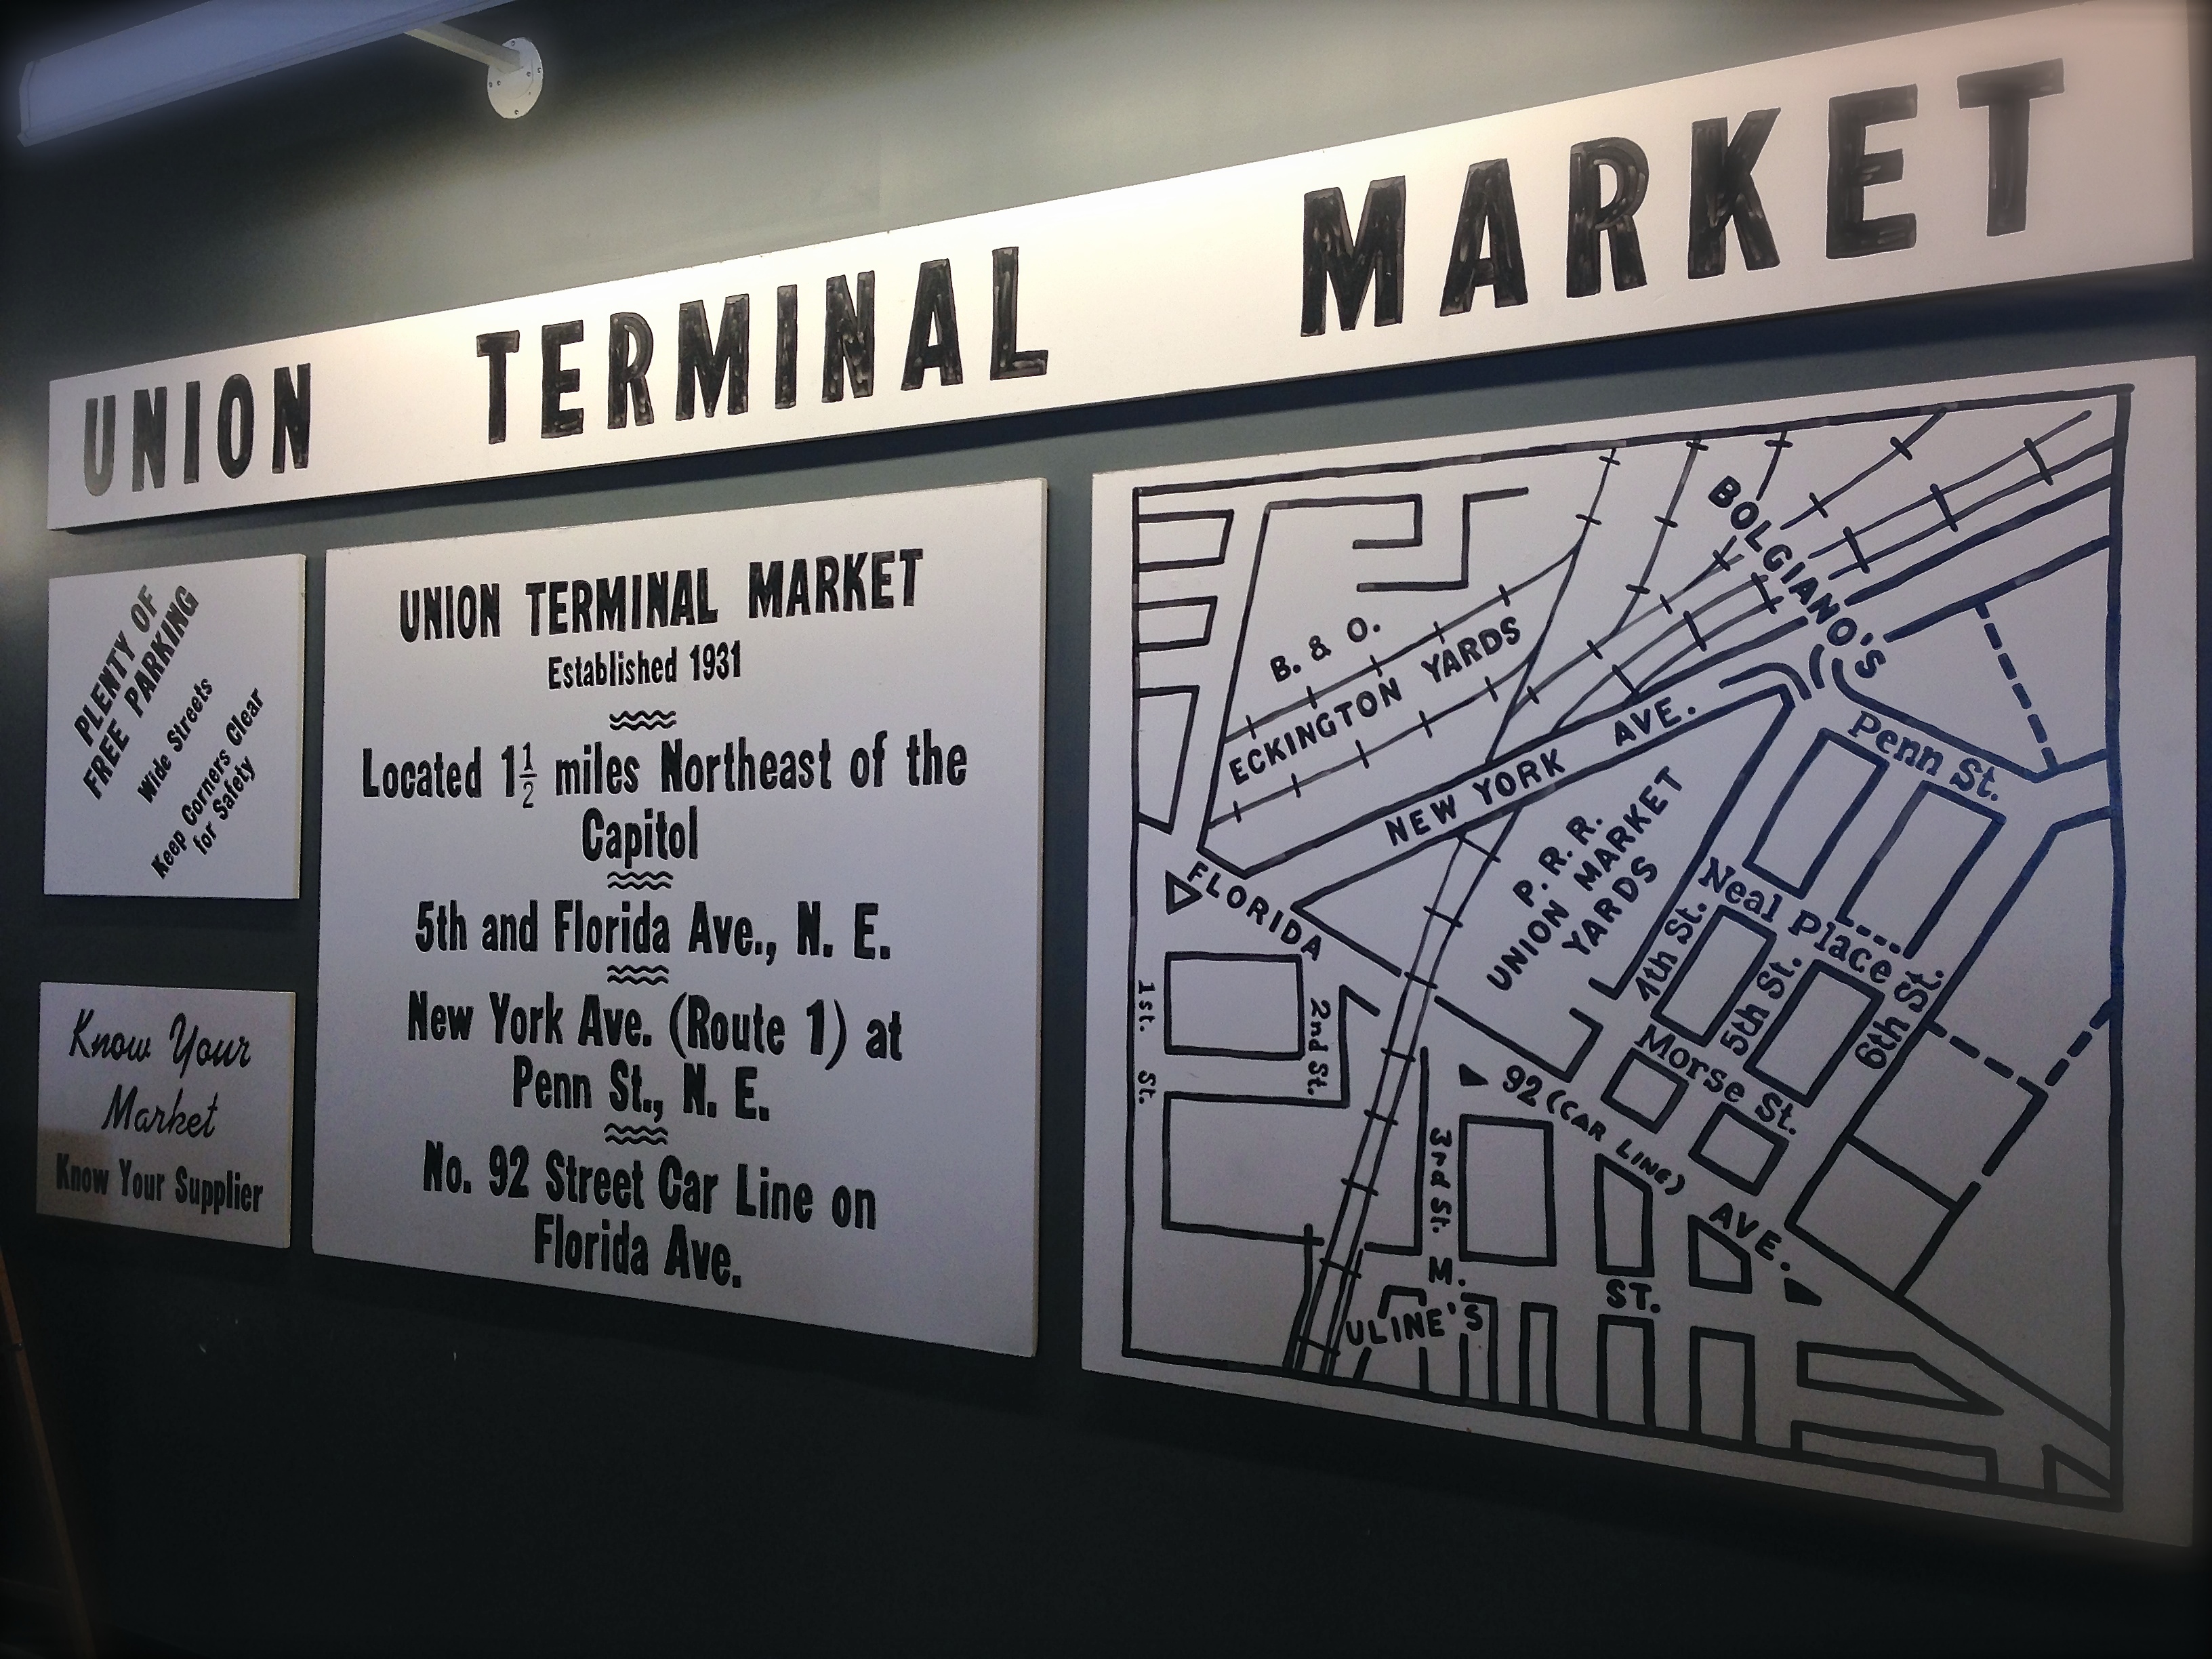 UNION TERMINAL MARKET
PLENTY OF
FREE PARKING
Wide Streets
Keep Corners Clear
for Safety
Know Your
Market
Know Your Supplier
UNION TERMINAL MARKET
Established 1931
Located 1 1/2 miles Northeast of the
Capitol
5th and Florida Ave., N. E.
New York Ave. (Route 1) at
Penn St., N. E.
No. 92 Street Car Line on
Florida Ave.
BOLGIANO'S
B. & O.
ECKINGTON YARDS
NEW YORK AVE.
Penn St.
P. R. R.
UNION MARKET
YARDS
Neal Place
FLORIDA
92 (CAR LINE)
AVE.
4th St.
5th St.
6th St.
Morse St.
1st. St.
2nd St.
3rd St.
M. ST.
ULINE'S